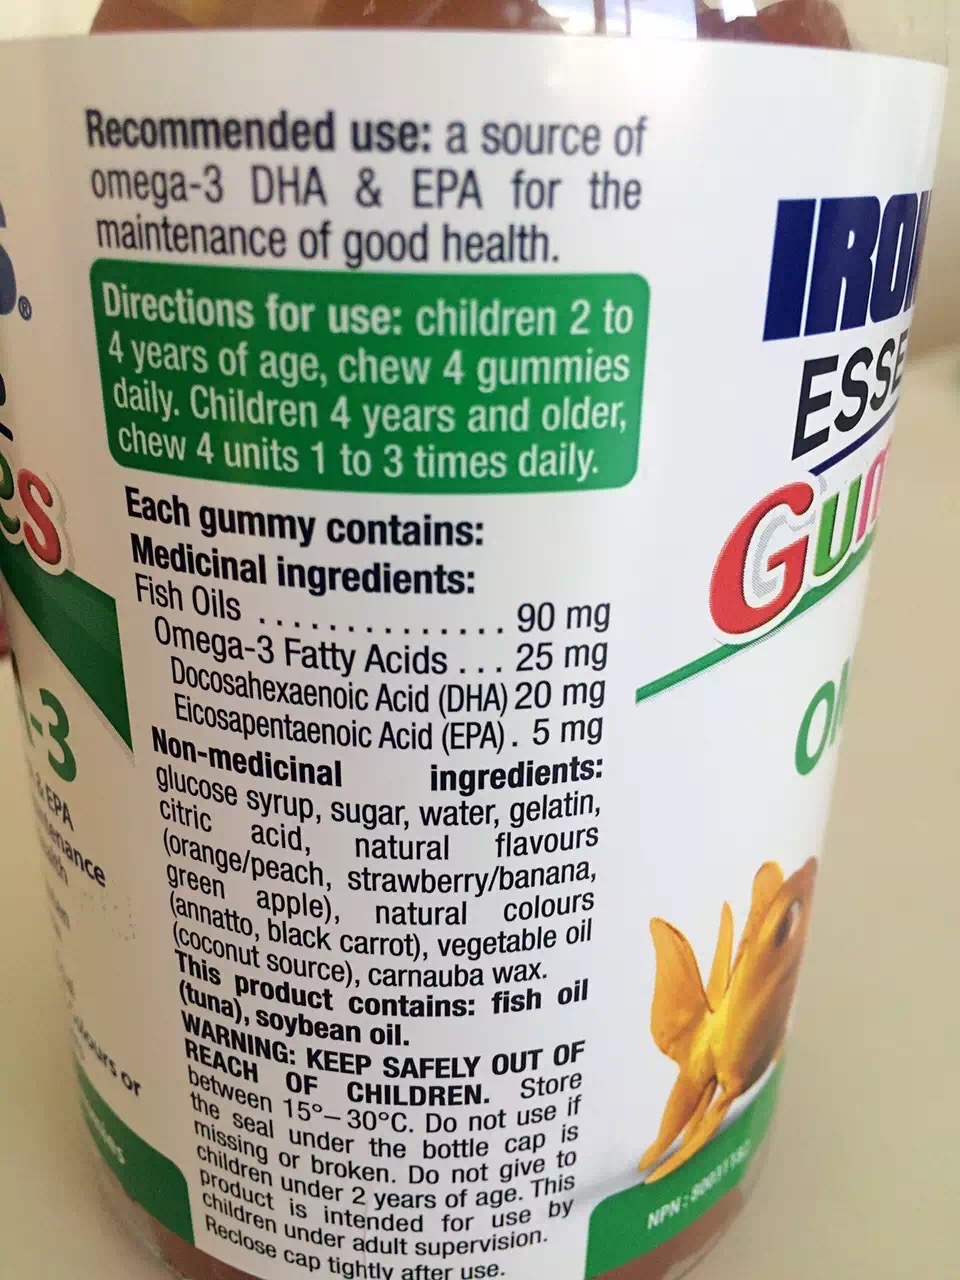 Recommended use: a source of
omega-3 DHA & EPA for the
maintenance of good health.
Directions for use: children 2 to
4 years of age, chew 4 gummies
daily. Children 4 years and older,
chew 4 units 1 to 3 times daily.
Each gummy contains:
Medicinal ingredients:
Fish Oils .............. 90 mg
Omega-3 Fatty Acids ... 25 mg
Docosahexaenoic Acid (DHA) 20 mg
Eicosapentaenoic Acid (EPA). 5 mg
Non-medicinal ingredients:
glucose syrup, sugar, water, gelatin,
citric acid, natural flavours
(orange/peach, strawberry/banana,
green apple), natural colours
(annatto, black carrot), vegetable oil
(coconut source), carnauba wax.
This product contains: fish oil
(tuna), soybean oil.
WARNING: KEEP SAFELY OUT OF
REACH OF CHILDREN. Store
between 15°–30°C. Do not use if
the seal under the bottle cap is
missing or broken. Do not give to
children under 2 years of age. This
product is intended for use by
children under adult supervision.
Reclose cap tightly after use.
-3
& EPA
NPN: